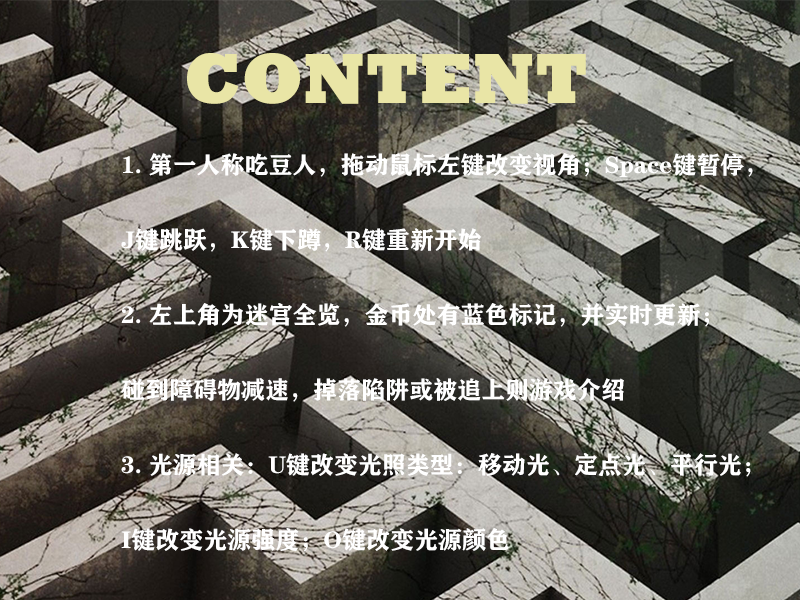 CONTENT
1. 第一人称吃豆人，拖动鼠标左键改变视角；Space键暂停，
J键跳跃，K键下蹲，R键重新开始
2. 左上角为迷宫全览，金币处有蓝色标记，并实时更新；
碰到障碍物减速，掉落陷阱或被追上则游戏介绍
3. 光源相关：U键改变光照类型：移动光、定点光、平行光；
I键改变光源强度；O键改变光源颜色